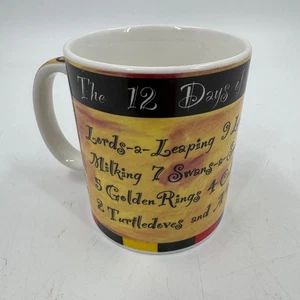 The 12 Days
Lords-a-Leaping 9
Milking 7 Swans-a-
5 Golden Rings 4
2 Turtledoves and A